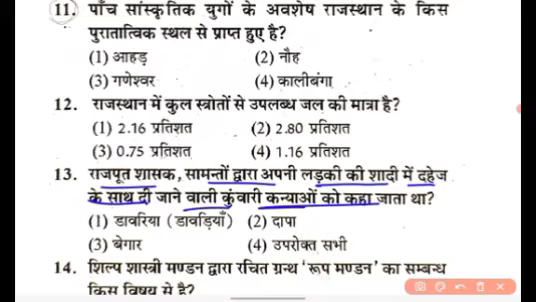 11. पाँच सांस्कृतिक युगों के अवशेष राजस्थान के किस
पुरातात्विक स्थल से प्राप्त हुए है?
(1) आहड़ (2) नौह
(3) गणेश्वर (4) कालीबंगा
12. राजस्थान में कुल स्त्रोतों से उपलब्ध जल की मात्रा है?
(1) 2.16 प्रतिशत (2) 2.80 प्रतिशत
(3) 0.75 प्रतिशत (4) 1.16 प्रतिशत
13. राजपूत शासक, सामन्तों द्वारा अपनी लड़की की शादी में दहेज
के साथ दी जाने वाली कुंवारी कन्याओं को कहा जाता था?
(1) डावरिया (डावड़ियाँ) (2) दापा
(3) बेगार (4) उपरोक्त सभी
14. शिल्प शास्त्री मण्डन द्वारा रचित ग्रन्थ 'रूप मण्डन' का सम्बन्ध
किस विषय से है?